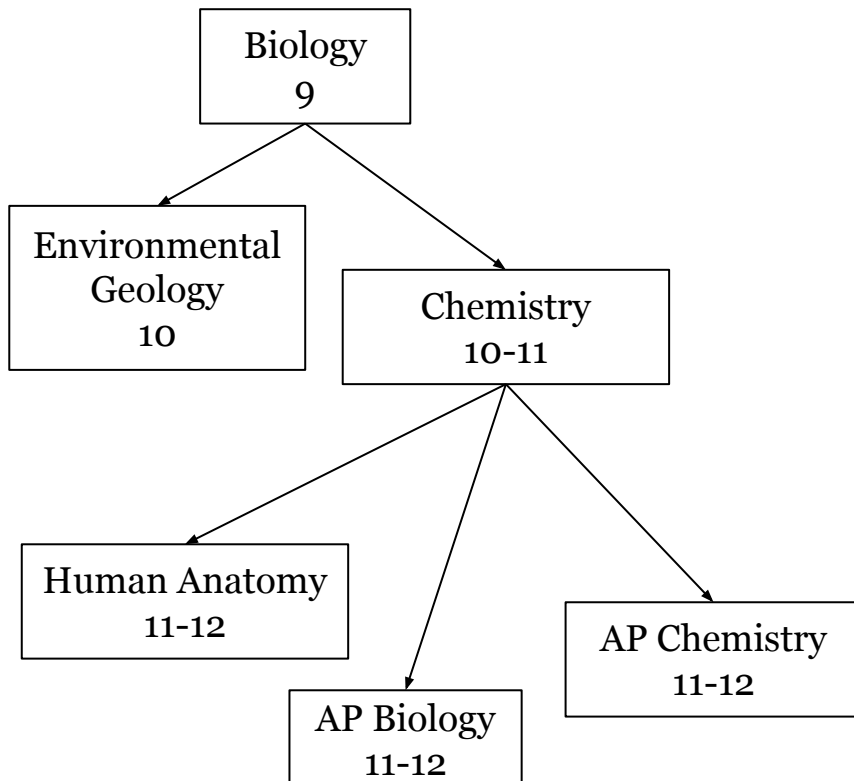 Biology
9
Environmental
Geology
10
Chemistry
10-11
Human Anatomy
11-12
AP Chemistry
11-12
AP Biology
11-12